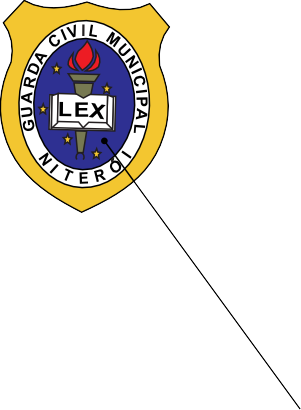 GUARDA CIVIL MUNICIPAL
LEX
NITERÓI